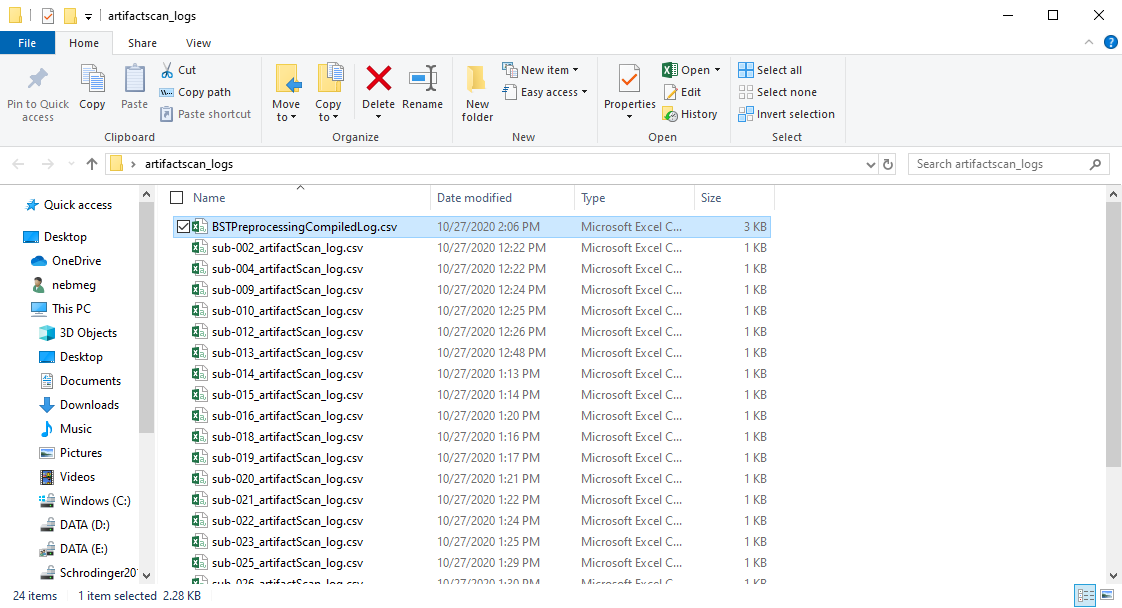 artifactscan_logs
File Home Share View
Pin to Quick access
Copy
Paste
Cut
Copy path
Paste shortcut
Clipboard
Move to
Copy to
Delete
Rename
Organize
New folder
New item
Easy access
New
Properties
Open
Edit
History
Open
Select all
Select none
Invert selection
Select
artifactscan_logs
Search artifactscan_logs
Quick access
Desktop
OneDrive
nebmeg
This PC
3D Objects
Desktop
Documents
Downloads
Music
Pictures
Videos
Windows (C:)
DATA (D:)
DATA (E:)
Schrodinger20
Name Date modified Type Size
BSTPreprocessingCompiledLog.csv 10/27/2020 2:06 PM Microsoft Excel C... 3 KB
sub-002_artifactScan_log.csv 10/27/2020 12:22 PM Microsoft Excel C... 1 KB
sub-004_artifactScan_log.csv 10/27/2020 12:22 PM Microsoft Excel C... 1 KB
sub-009_artifactScan_log.csv 10/27/2020 12:24 PM Microsoft Excel C... 1 KB
sub-010_artifactScan_log.csv 10/27/2020 12:25 PM Microsoft Excel C... 1 KB
sub-012_artifactScan_log.csv 10/27/2020 12:26 PM Microsoft Excel C... 1 KB
sub-013_artifactScan_log.csv 10/27/2020 12:48 PM Microsoft Excel C... 1 KB
sub-014_artifactScan_log.csv 10/27/2020 1:13 PM Microsoft Excel C... 1 KB
sub-015_artifactScan_log.csv 10/27/2020 1:14 PM Microsoft Excel C... 1 KB
sub-016_artifactScan_log.csv 10/27/2020 1:20 PM Microsoft Excel C... 1 KB
sub-018_artifactScan_log.csv 10/27/2020 1:16 PM Microsoft Excel C... 1 KB
sub-019_artifactScan_log.csv 10/27/2020 1:17 PM Microsoft Excel C... 1 KB
sub-020_artifactScan_log.csv 10/27/2020 1:21 PM Microsoft Excel C... 1 KB
sub-021_artifactScan_log.csv 10/27/2020 1:22 PM Microsoft Excel C... 1 KB
sub-022_artifactScan_log.csv 10/27/2020 1:24 PM Microsoft Excel C... 1 KB
sub-023_artifactScan_log.csv 10/27/2020 1:25 PM Microsoft Excel C... 1 KB
sub-025_artifactScan_log.csv 10/27/2020 1:29 PM Microsoft Excel C... 1 KB
sub-026_artifactScan_log.csv 10/27/2020 1:30 PM Microsoft Excel C... 1 KB
24 items 1 item selected 2.28 KB